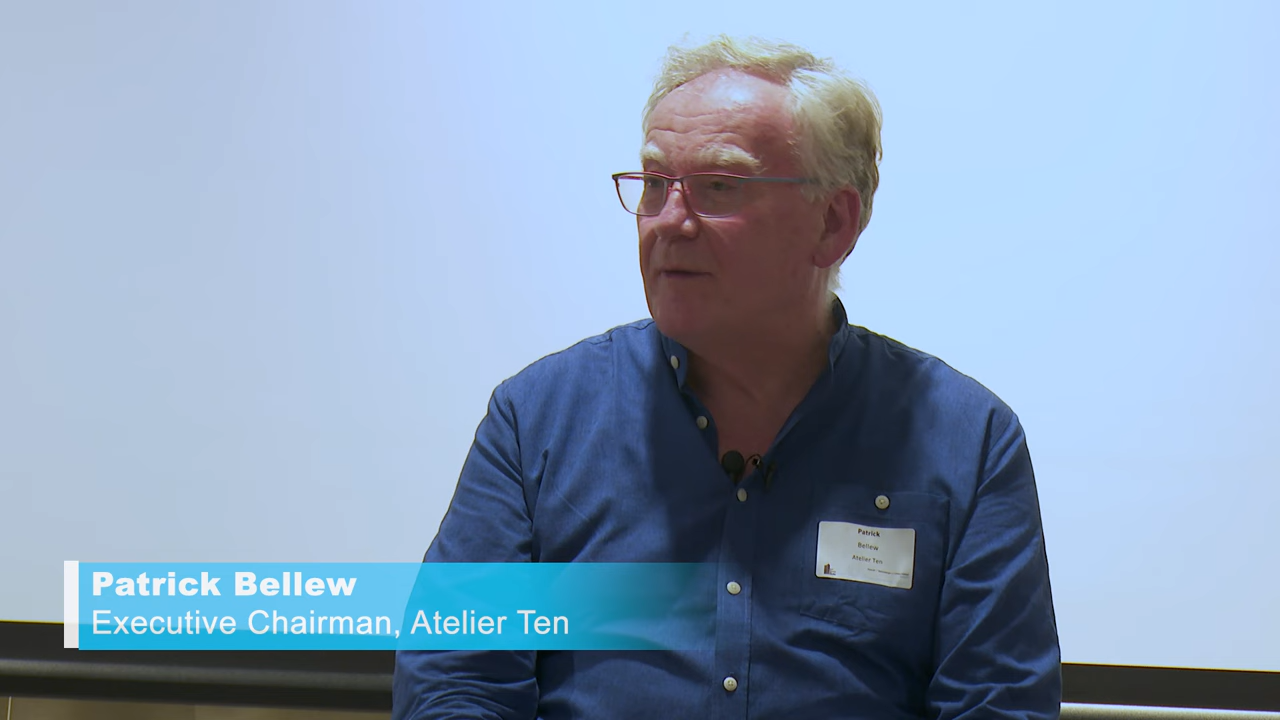 Patrick
Bellew
Atelier Ten
Patrick Bellew
Executive Chairman, Atelier Ten